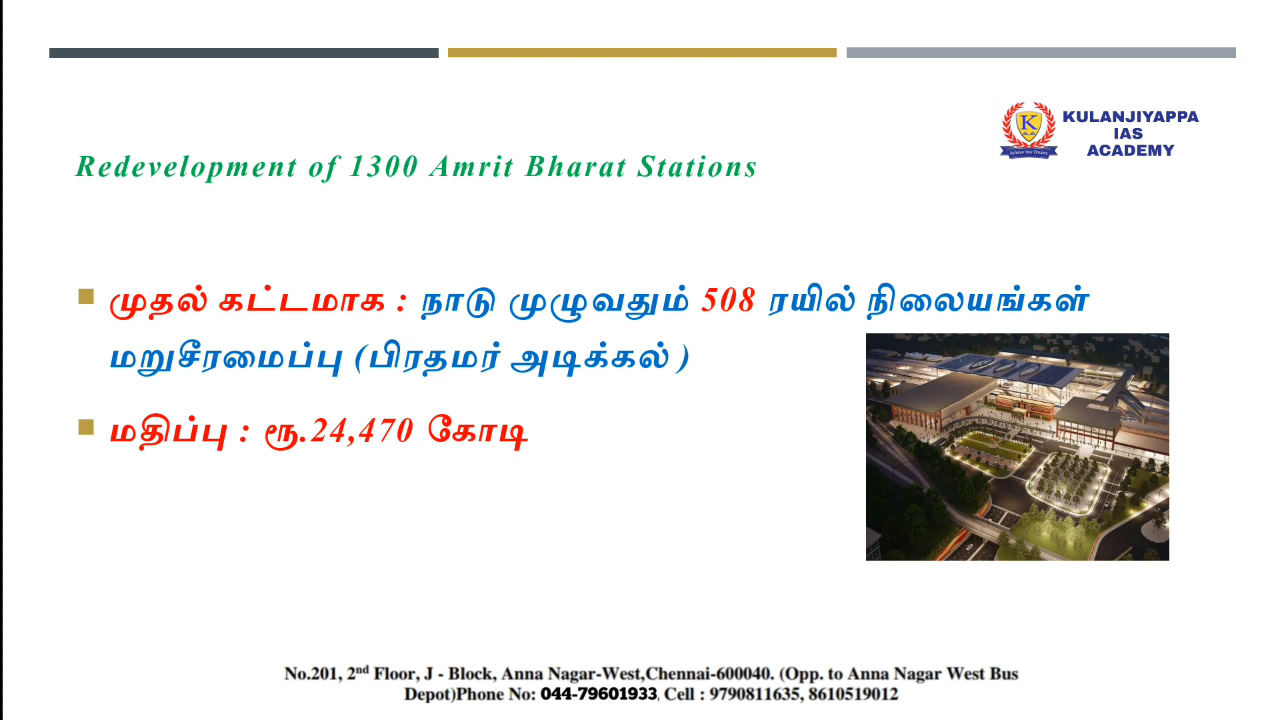 KULANJIYAPPA
IAS
ACADEMY
Redevelopment of 1300 Amrit Bharat Stations
முதல் கட்டமாக : நாடு முழுவதும் 508 ரயில் நிலையங்கள்
மறுசீரமைப்பு (பிரதமர் அடிக்கல் )
மதிப்பு : ரூ.24,470 கோடி
No.201, 2nd Floor, J - Block, Anna Nagar-West,Chennai-600040. (Opp. to Anna Nagar West Bus
Depot)Phone No: 044-79601933, Cell : 9790811635, 8610519012